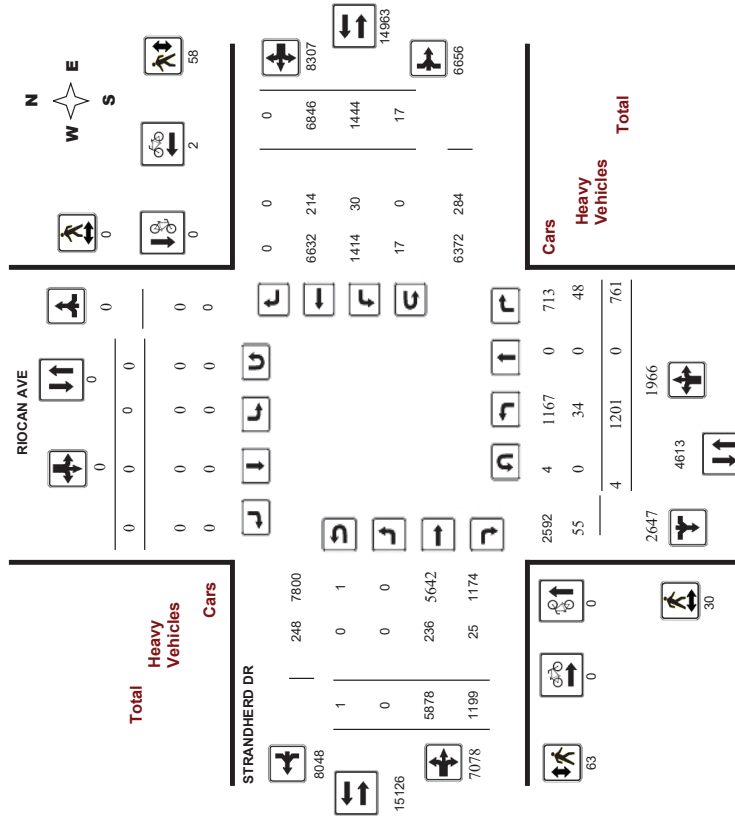 N
W E
S
58
2
0
0
RIOCAN AVE
0
0
0
0 0 0 0
0 0 0 0
0 0 0 0
Total
Heavy
Vehicles
Cars
8307
14963
6656
0 0 0
6632 214 6846
1414 30 1444
17 0 17
6372 284
STRANDHERD DR
248 7800
1 0 1
0 0 0
5878 236 5642
1199 25 1174
8048
15126
7078
Cars
Heavy
Vehicles
Total
2592 4 1167 0 713
55 0 34 0 48
4 1201 0 761
2647
4613
1966
0
0
63
30